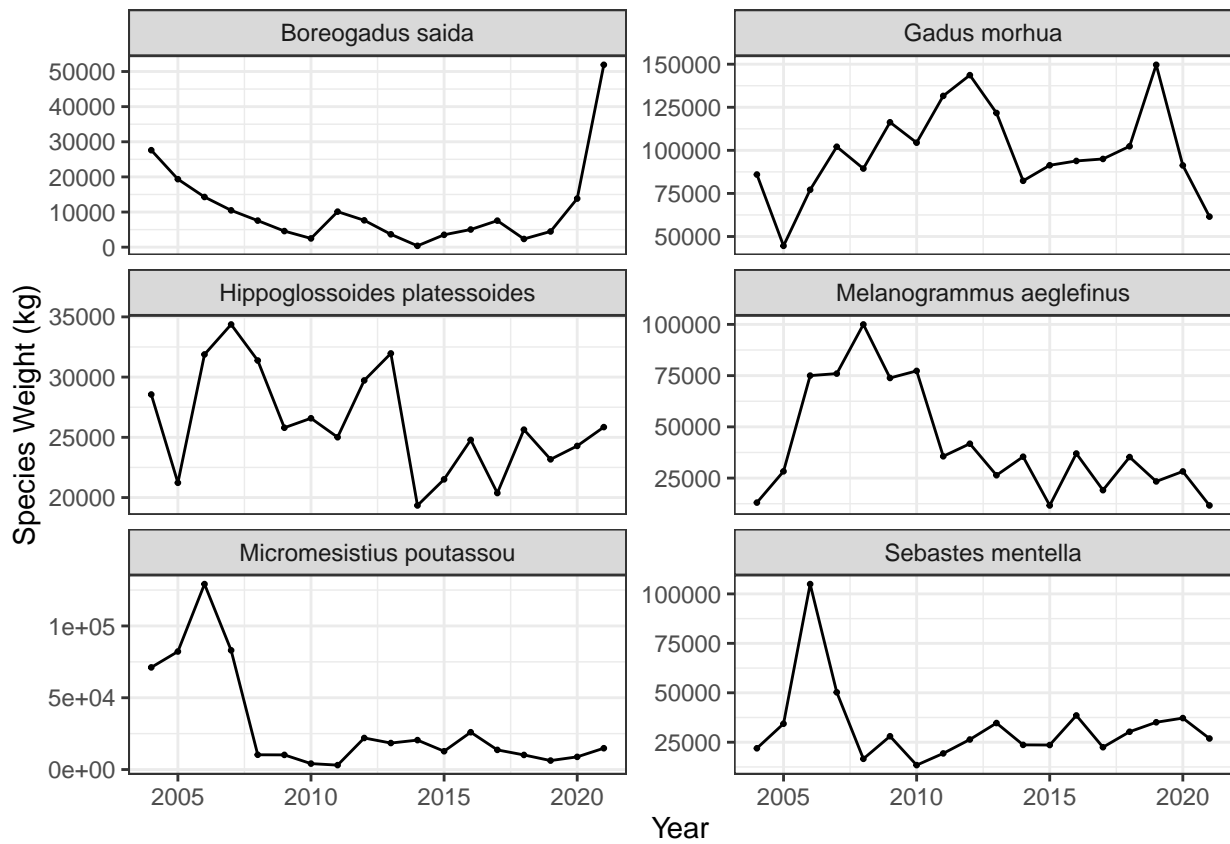 Boreogadus saida
Gadus morhua
50000
40000
30000
20000
10000
0
150000
125000
100000
75000
50000
Hippoglossoides platessoides
Melanogrammus aeglefinus
35000
30000
25000
20000
100000
75000
50000
25000
Micromesistius poutassou
Sebastes mentella
1e+05
5e+04
0e+00
100000
75000
50000
25000
2005 2010 2015 2020
2005 2010 2015 2020
Species Weight (kg)
Year